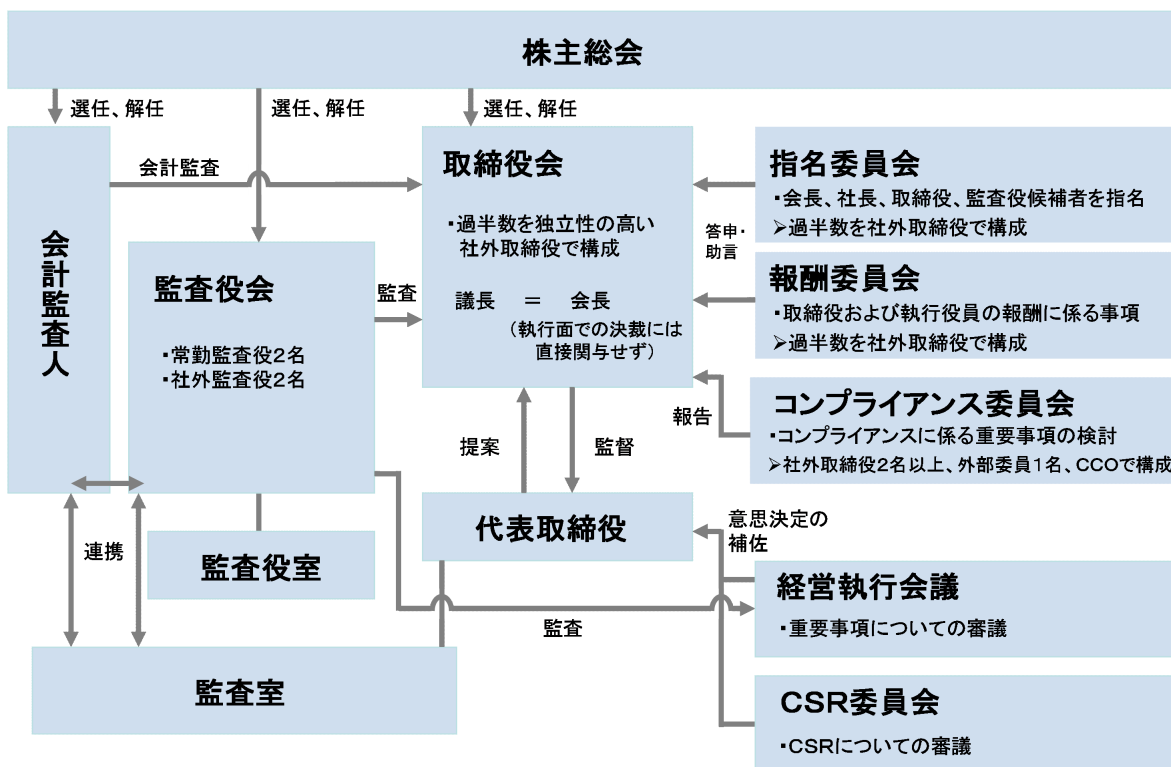 株主総会
選任、解任
選任、解任
選任、解任
会計監査人
会計監査
取締役会
・過半数を独立性の高い
社外取締役で構成
議長 ＝ 会長
(執行面での決裁には
直接関与せず)
指名委員会
・会長、社長、取締役、監査役候補者を指名
➢過半数を社外取締役で構成
答申・
助言
監査役会
・常勤監査役２名
・社外監査役２名
監査
報酬委員会
・取締役および執行役員の報酬に係る事項
➢過半数を社外取締役で構成
コンプライアンス委員会
・コンプライアンスに係る重要事項の検討
➢社外取締役２名以上、外部委員１名、CCOで構成
報告
提案
監督
代表取締役
意思決定の
補佐
連携
監査役室
経営執行会議
・重要事項についての審議
監査
監査室
CSR委員会
・CSRについての審議